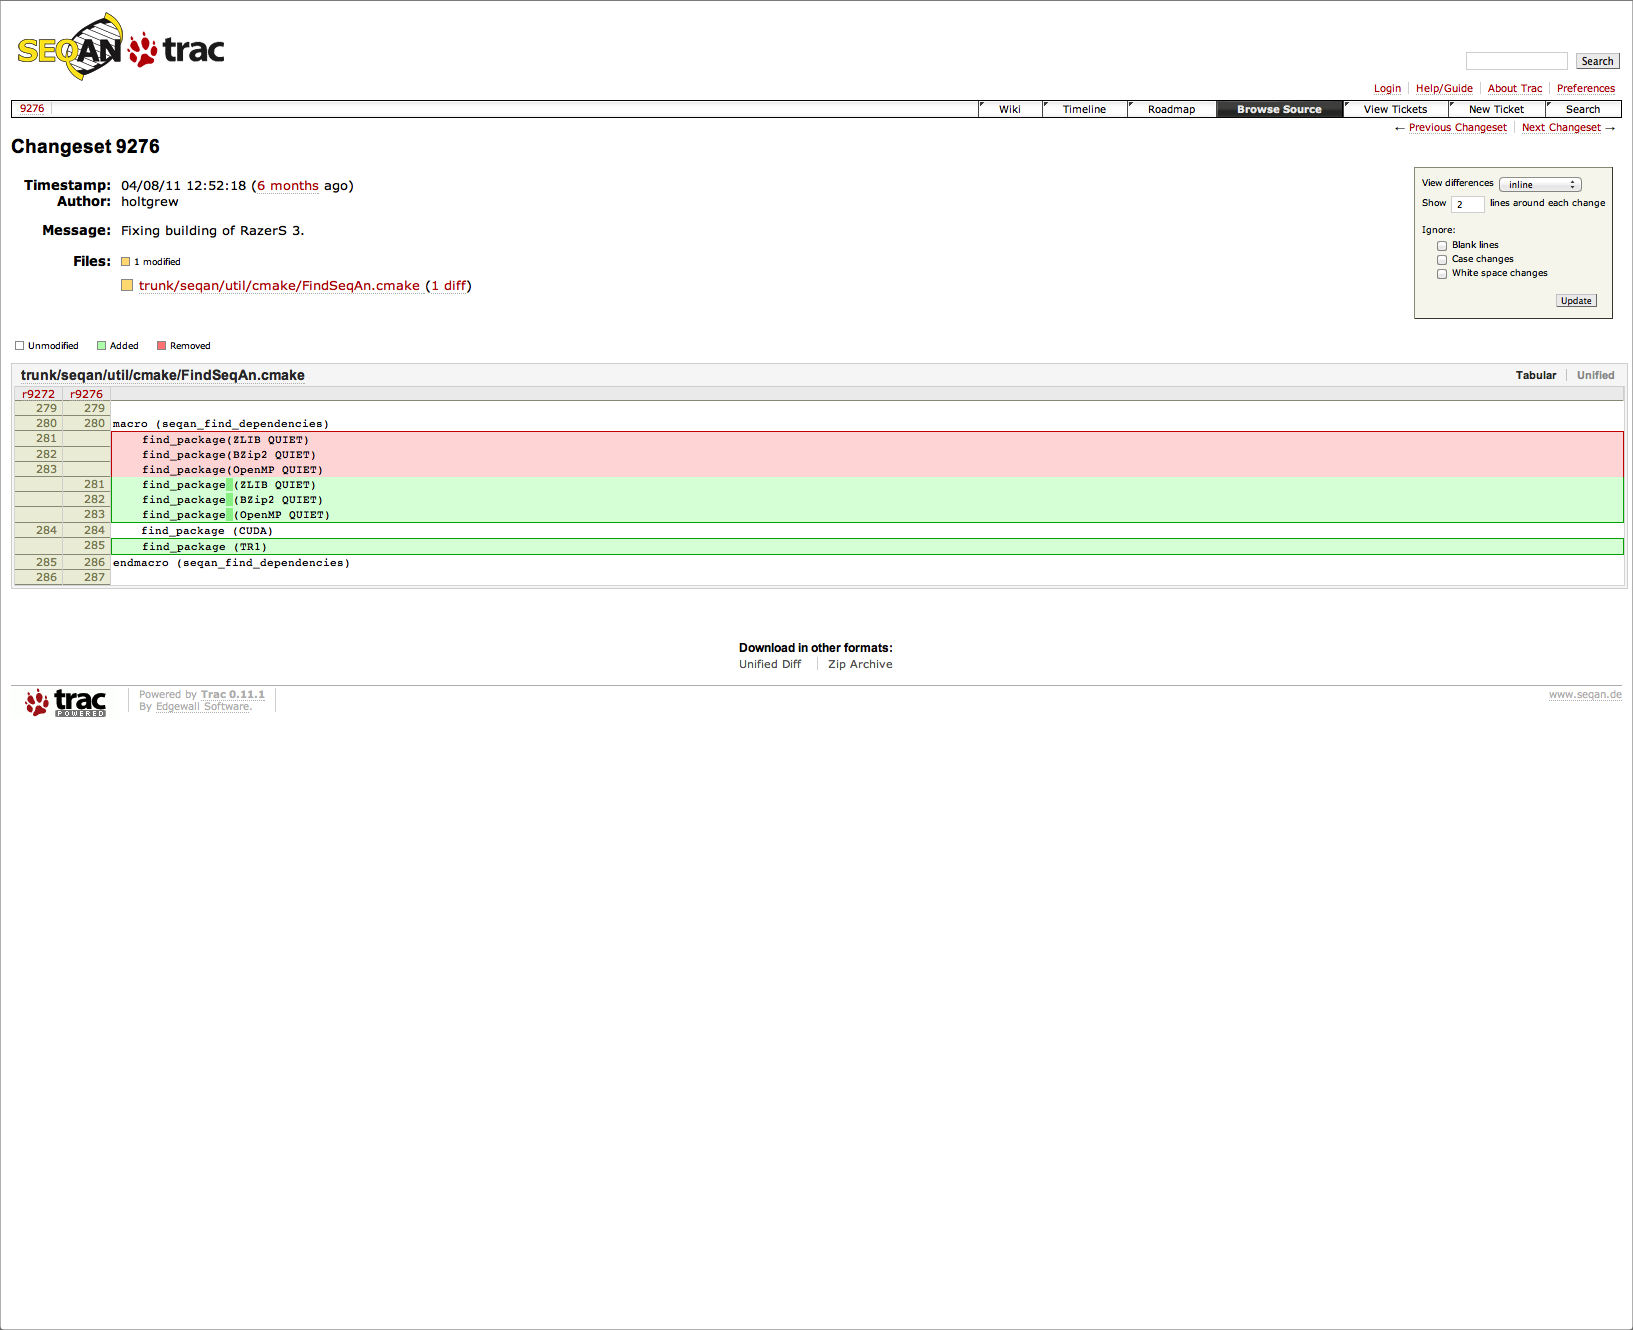 SEQAN trac
Search
Login Help/Guide About Trac Preferences
9276 Wiki Timeline Roadmap Browse Source View Tickets New Ticket Search
← Previous Changeset Next Changeset →
Changeset 9276
Timestamp: 04/08/11 12:52:18 (6 months ago)
Author: holtgrew
Message: Fixing building of RazerS 3.
Files: 1 modified
trunk/seqan/util/cmake/FindSeqAn.cmake (1 diff)
View differences inline
Show 2 lines around each change
Ignore:
Blank lines
Case changes
White space changes
Update
Unmodified Added Removed
trunk/seqan/util/cmake/FindSeqAn.cmake Tabular Unified
r9272 r9276
279 279
280 280 macro (seqan_find_dependencies)
281 find_package(ZLIB QUIET)
282 find_package(BZip2 QUIET)
283 find_package(OpenMP QUIET)
281 find_package (ZLIB QUIET)
282 find_package (BZip2 QUIET)
283 find_package (OpenMP QUIET)
284 284 find_package (CUDA)
285 find_package (TR1)
285 286 endmacro (seqan_find_dependencies)
286 287
Download in other formats:
Unified Diff Zip Archive
trac POWERED
Powered by Trac 0.11.1
By Edgewall Software.
www.seqan.de